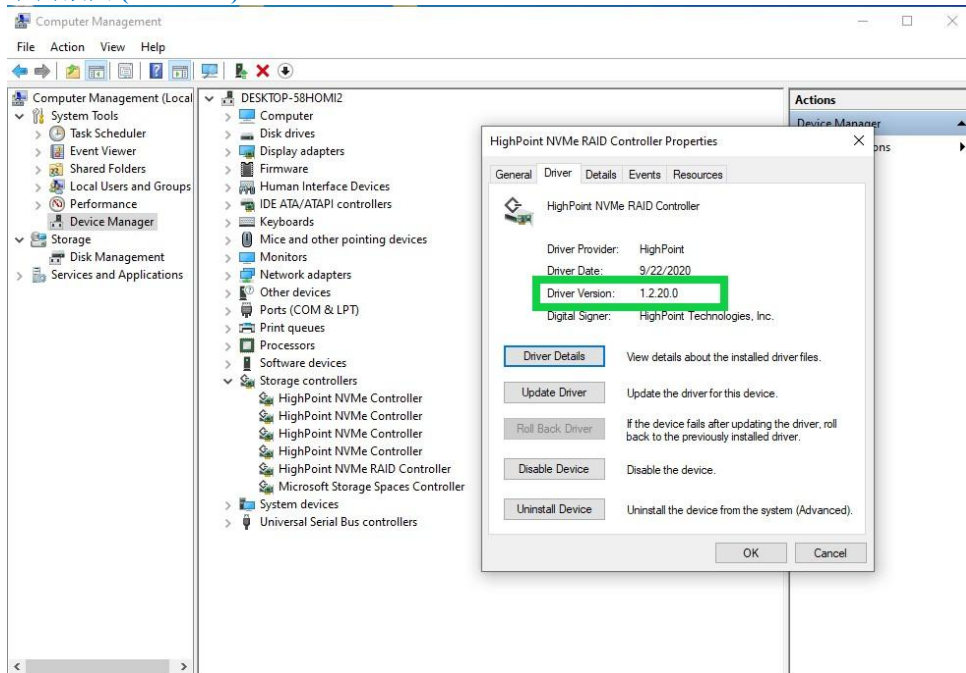 Computer Management
File Action View Help
Computer Management (Local
System Tools
Task Scheduler
Event Viewer
Shared Folders
Local Users and Groups
Performance
Device Manager
Storage
Disk Management
Services and Applications
DESKTOP-58HOMI2
Computer
Disk drives
Display adapters
Firmware
Human Interface Devices
IDE ATA/ATAPI controllers
Keyboards
Mice and other pointing devices
Monitors
Network adapters
Other devices
Ports (COM & LPT)
Print queues
Processors
Software devices
Storage controllers
HighPoint NVMe Controller
HighPoint NVMe Controller
HighPoint NVMe Controller
HighPoint NVMe Controller
HighPoint NVMe RAID Controller
Microsoft Storage Spaces Controller
System devices
Universal Serial Bus controllers
HighPoint NVMe RAID Controller Properties
General Driver Details Events Resources
HighPoint NVMe RAID Controller
Driver Provider: HighPoint
Driver Date: 9/22/2020
Driver Version: 1.2.20.0
Digital Signer: HighPoint Technologies, Inc.
Driver Details View details about the installed driver files.
Update Driver Update the driver for this device.
Roll Back Driver If the device fails after updating the driver, roll
back to the previously installed driver.
Disable Device Disable the device.
Uninstall Device Uninstall the device from the system (Advanced).
OK Cancel
Actions
Device Manager
ons